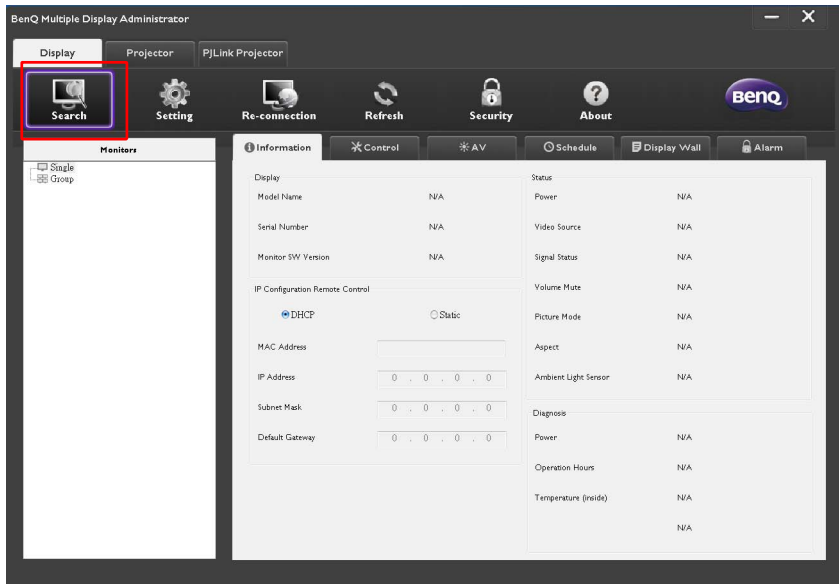 BenQ Multiple Display Administrator
Display Projector PJLink Projector
Search Setting Re-connection Refresh Security About BenQ
Monitors
Single
Group
Information Control AV Schedule Display Wall Alarm
Display
Model Name N/A
Serial Number N/A
Monitor SW Version N/A
IP Configuration Remote Control
DHCP Static
MAC Address
IP Address 0 . 0 . 0 . 0
Subnet Mask 0 . 0 . 0 . 0
Default Gateway 0 . 0 . 0 . 0
Status
Power N/A
Video Source N/A
Signal Status N/A
Volume Mute N/A
Picture Mode N/A
Aspect N/A
Ambient Light Sensor N/A
Diagnosis
Power N/A
Operation Hours N/A
Temperature (inside) N/A
N/A